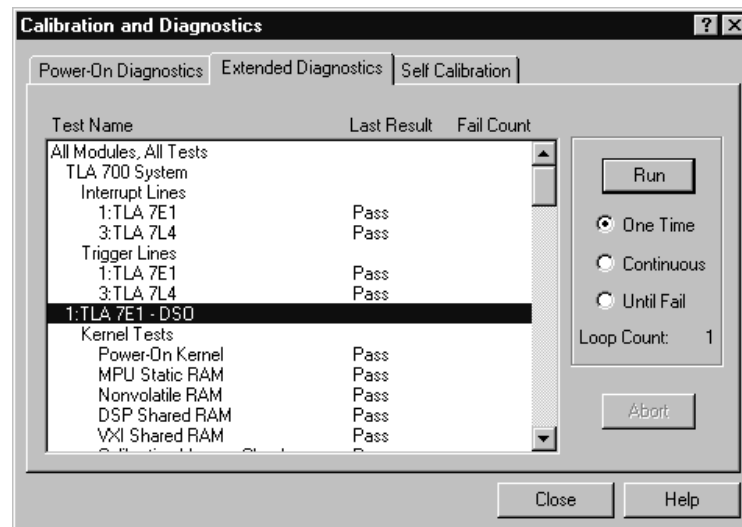 Calibration and Diagnostics
Power-On Diagnostics Extended Diagnostics Self Calibration
Test Name Last Result Fail Count
All Modules, All Tests
TLA 700 System
Interrupt Lines
1:TLA 7E1 Pass
3:TLA 7L4 Pass
Trigger Lines
1:TLA 7E1 Pass
3:TLA 7L4 Pass
1:TLA 7E1 - DSO
Kernel Tests
Power-On Kernel Pass
MPU Static RAM Pass
Nonvolatile RAM Pass
DSP Shared RAM Pass
VXI Shared RAM Pass
Run
One Time
Continuous
Until Fail
Loop Count: 1
Abort
Close Help